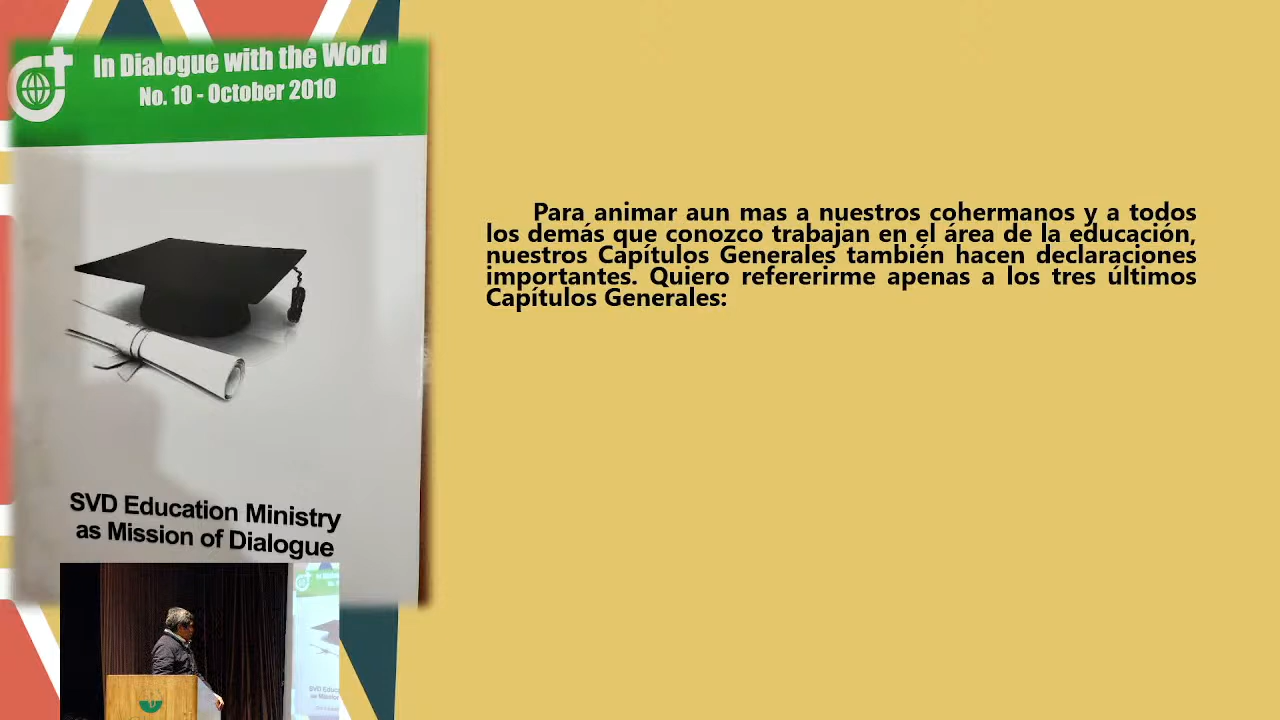 In Dialogue with the Word
No. 10 - October 2010
SVD Education Ministry
as Mission of Dialogue
Para animar aun mas a nuestros cohermanos y a todos
los demás que conozco trabajan en el área de la educación,
nuestros Capítulos Generales también hacen declaraciones
importantes. Quiero refererirme apenas a los tres últimos
Capítulos Generales: